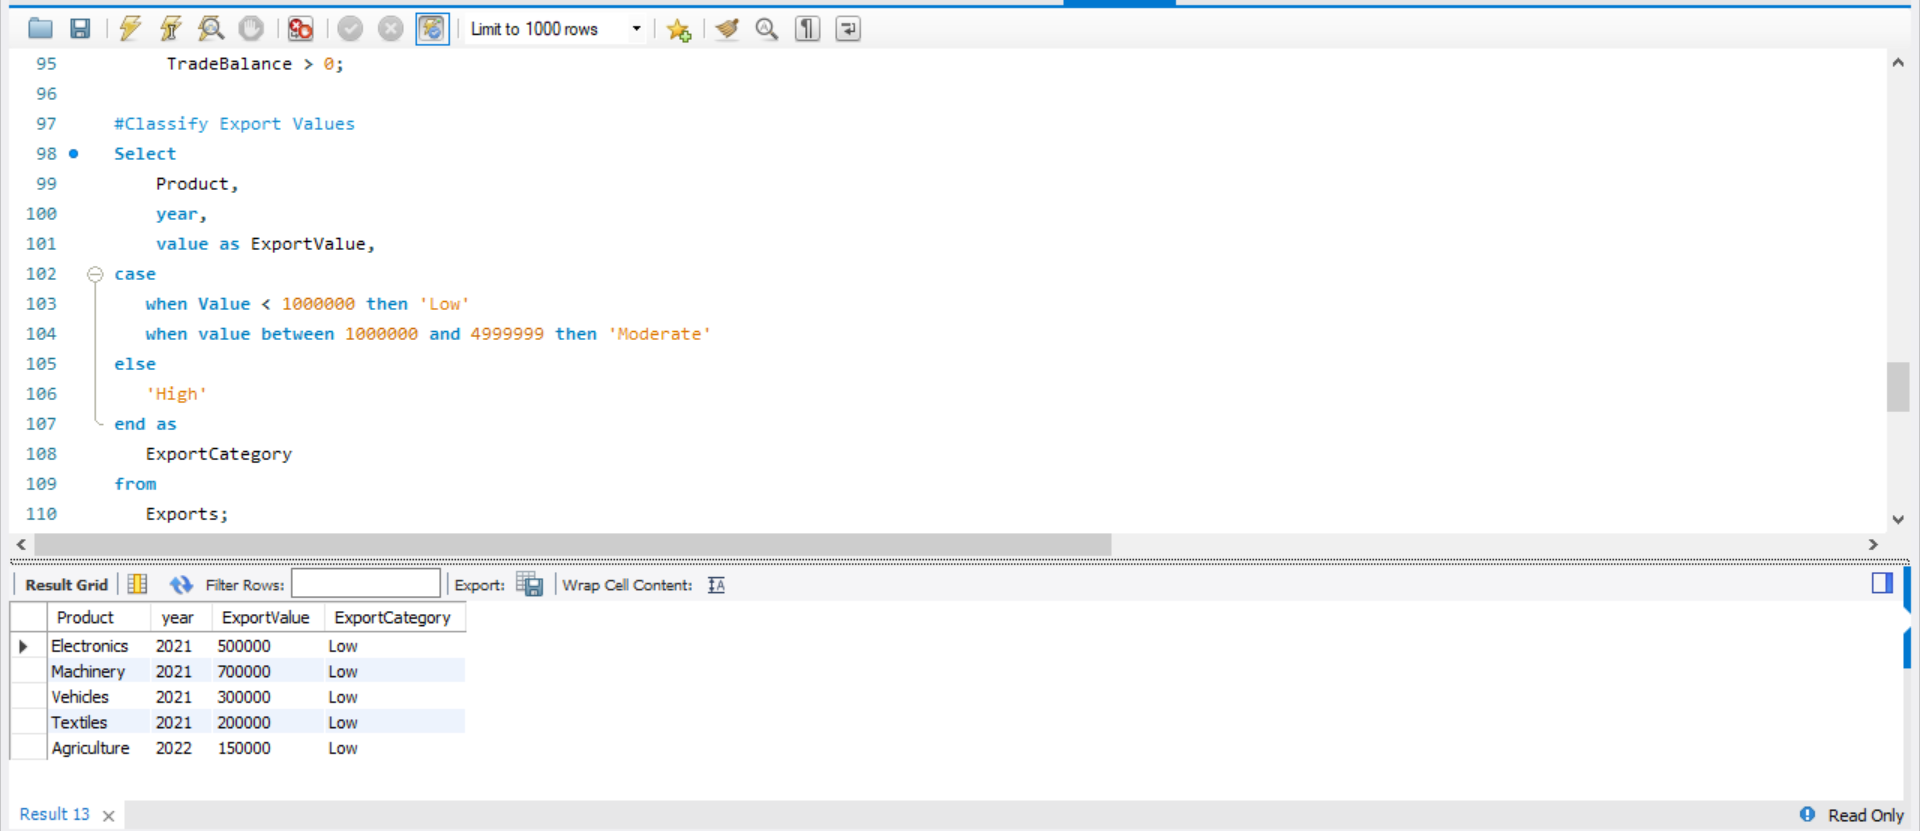 Limit to 1000 rows
95 TradeBalance > 0;
96
97 #Classify Export Values
98 Select
99 Product,
100 year,
101 value as ExportValue,
102 case
103 when Value < 1000000 then 'Low'
104 when value between 1000000 and 4999999 then 'Moderate'
105 else
106 'High'
107 end as
108 ExportCategory
109 from
110 Exports;
Result Grid Filter Rows: Export: Wrap Cell Content:
Product year ExportValue ExportCategory
Electronics 2021 500000 Low
Machinery 2021 700000 Low
Vehicles 2021 300000 Low
Textiles 2021 200000 Low
Agriculture 2022 150000 Low
Result 13 Read Only